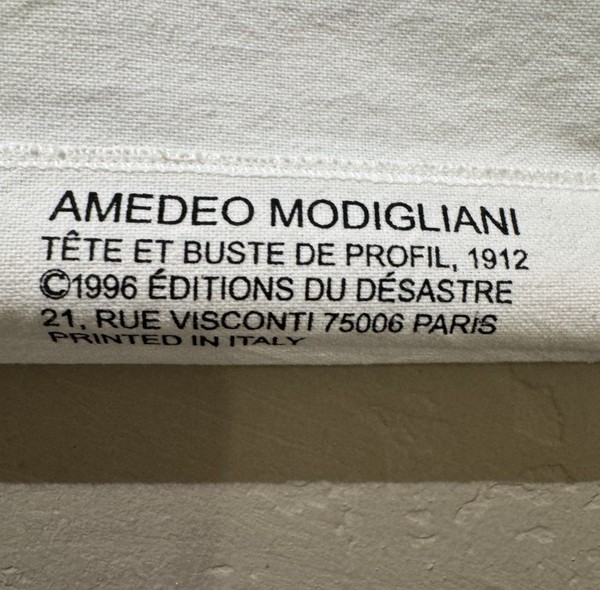 AMEDEO MODIGLIANI
TÊTE ET BUSTE DE PROFIL, 1912
©1996 ÉDITIONS DU DÉSASTRE
21, RUE VISCONTI 75006 PARIS
PRINTED IN ITALY